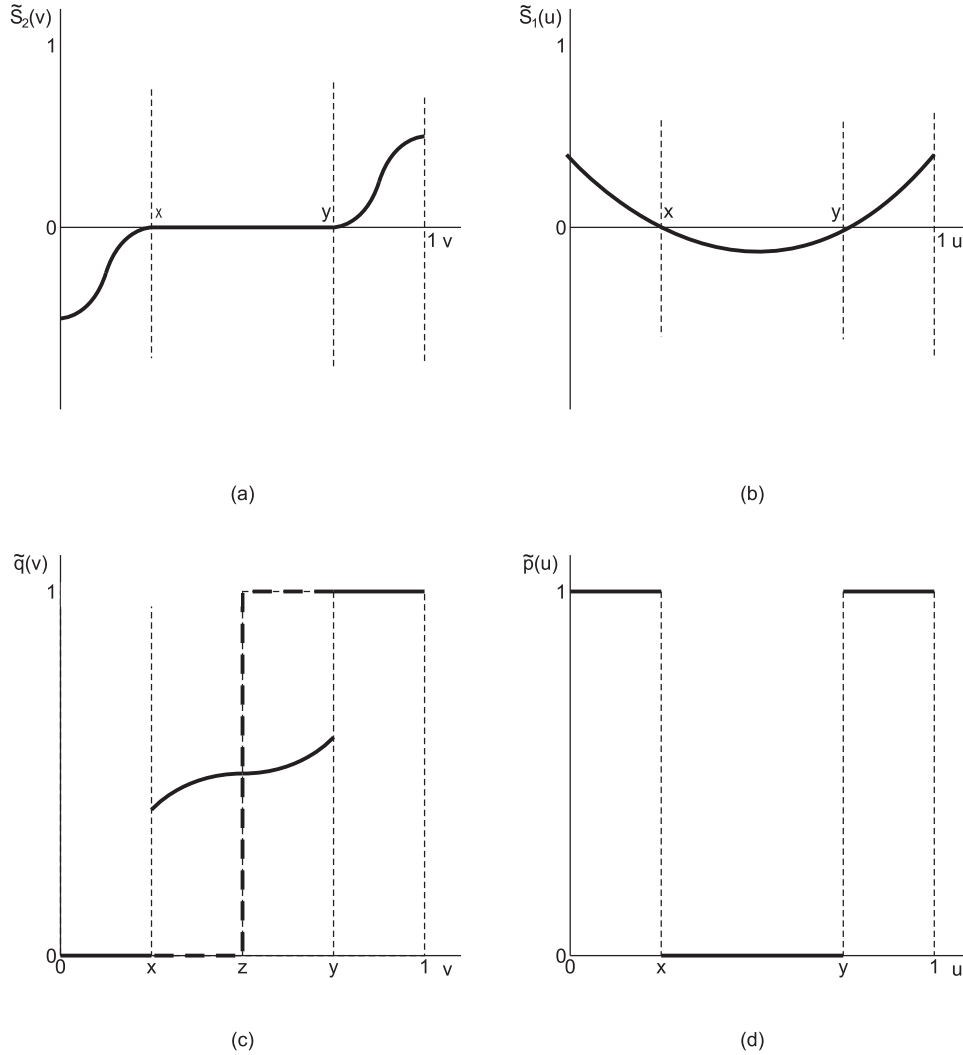 S̃₂(v)
1
0
x
y
1 v
(a)
S̃₁(u)
1
0
x
y
1 u
(b)
q̃(v)
1
0
0 x z y 1 v
(c)
p̃(u)
1
0
0 x y 1 u
(d)